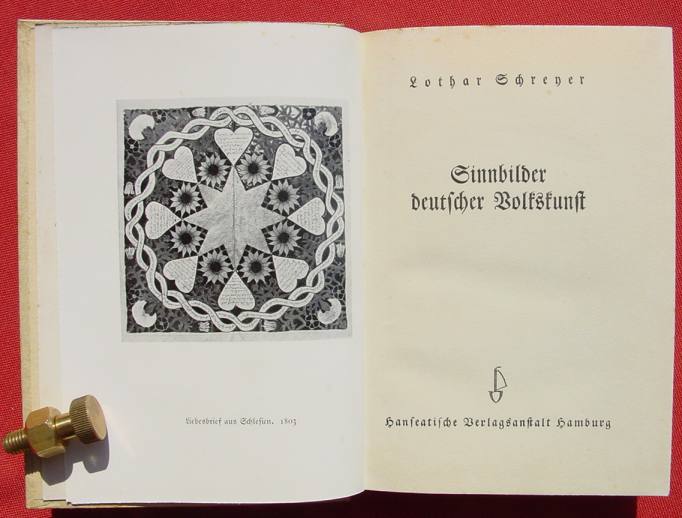 Liebesbrief aus Schlesien. 1803
Lothar Schreyer
Sinnbilder
deutscher Volkskunst
Hanseatische Verlagsanstalt Hamburg